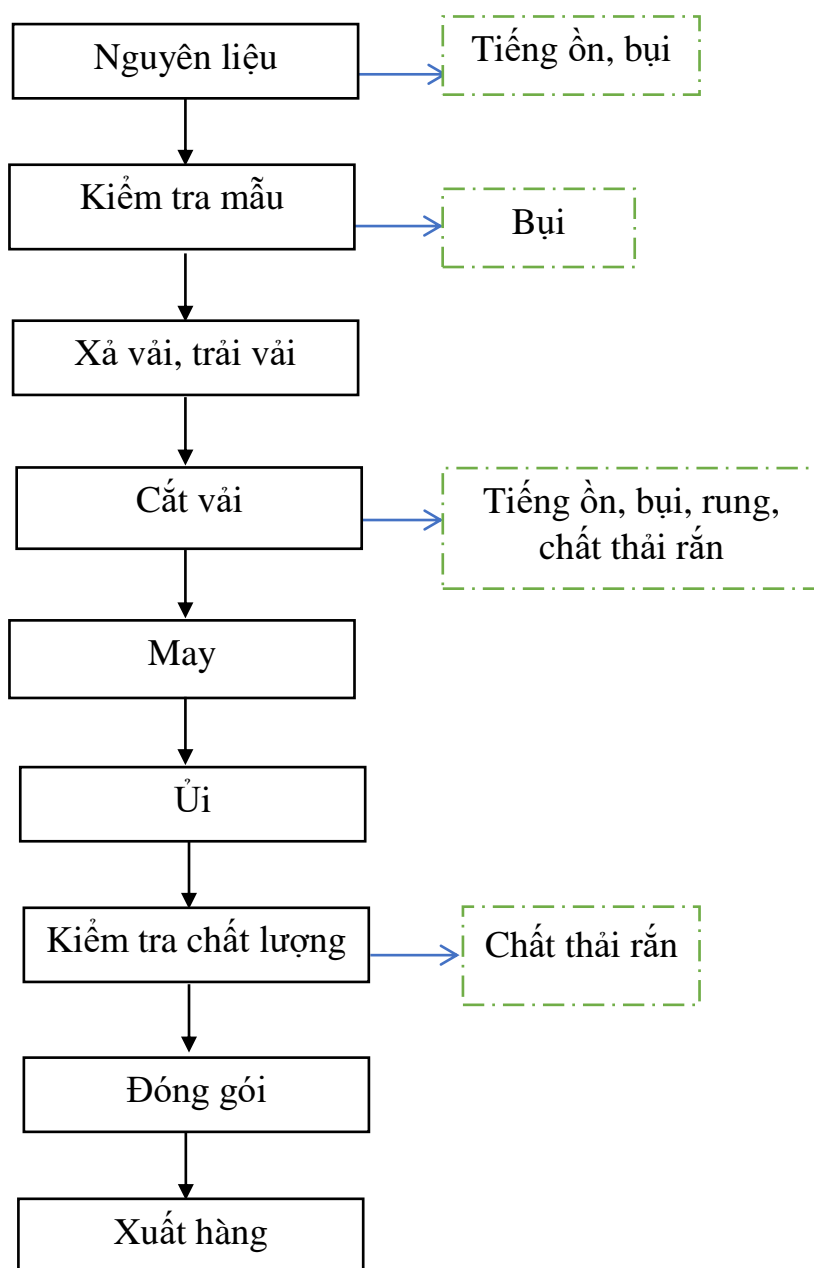 Nguyên liệu
Tiếng ồn, bụi
Kiểm tra mẫu
Bụi
Xả vải, trải vải
Cắt vải
Tiếng ồn, bụi, rung,
chất thải rắn
May
Ủi
Kiểm tra chất lượng
Chất thải rắn
Đóng gói
Xuất hàng